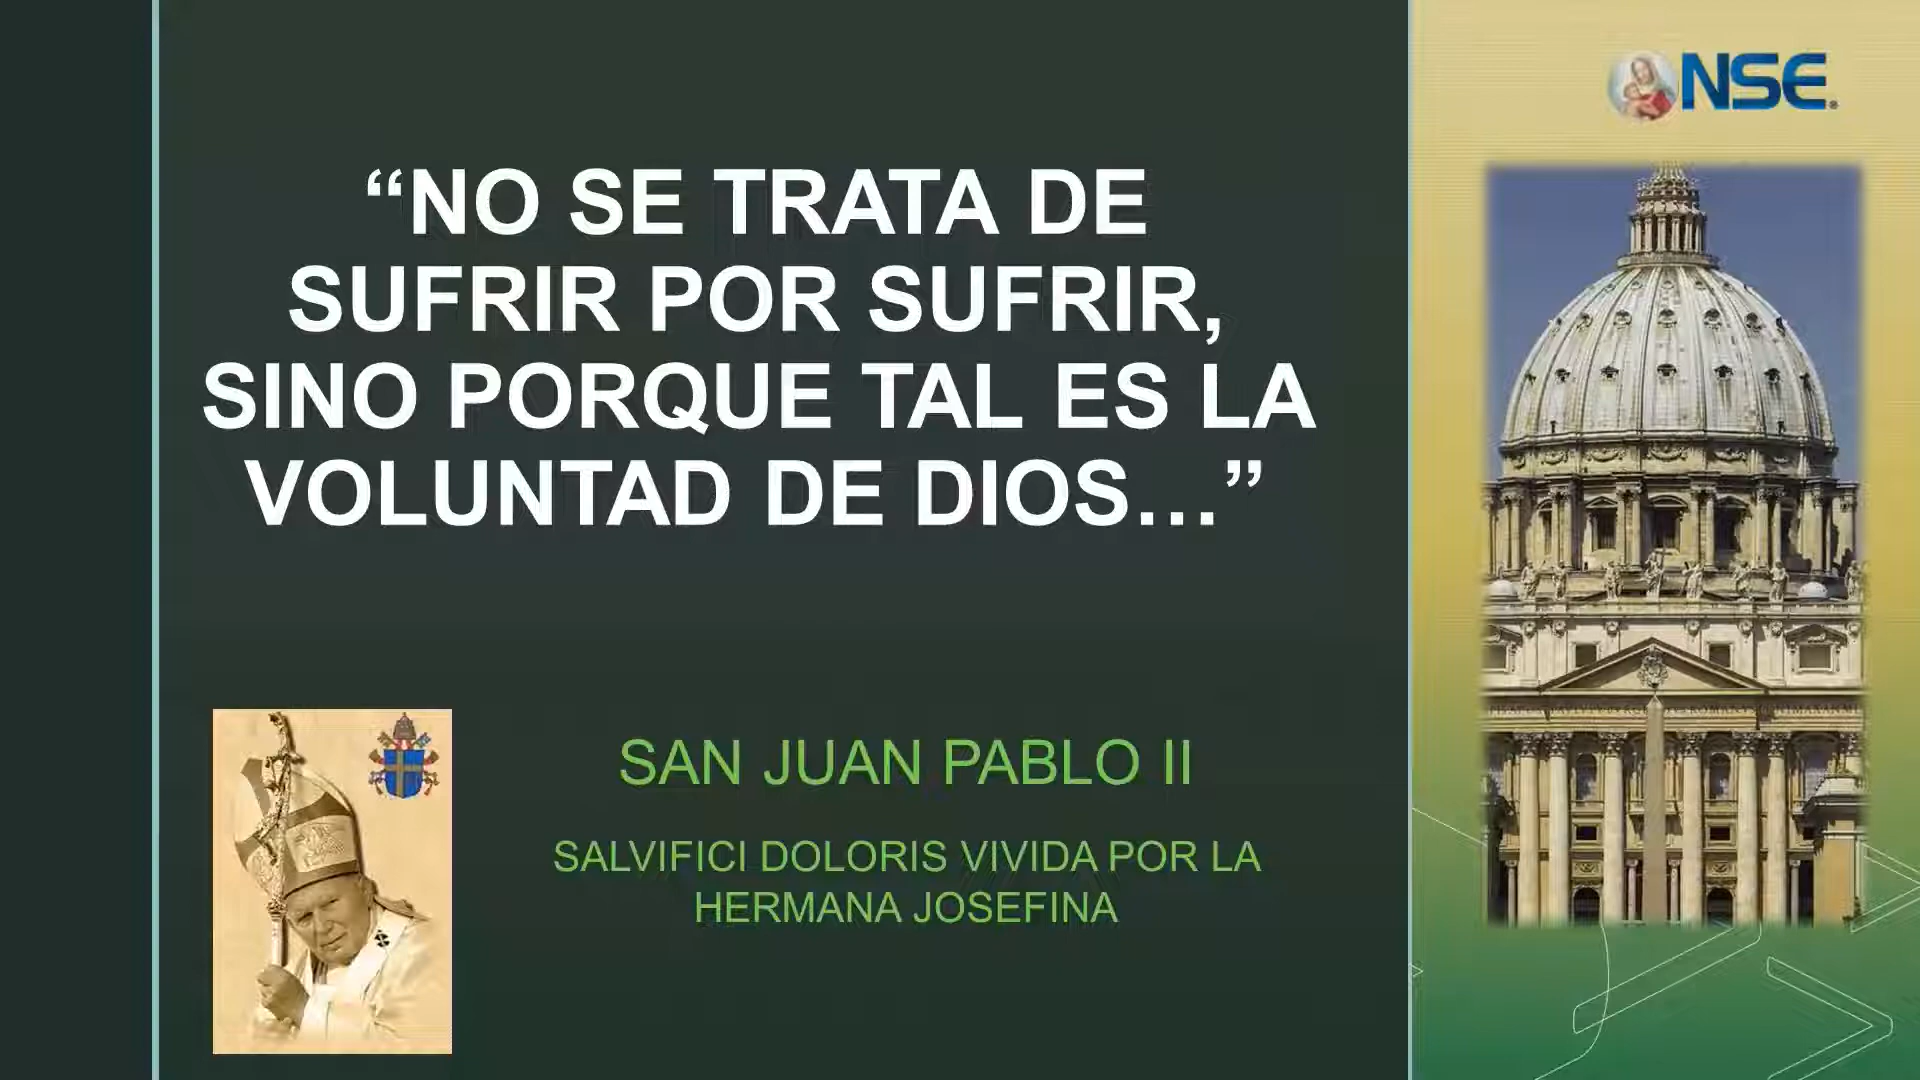 NSE
“NO SE TRATA DE
SUFRIR POR SUFRIR,
SINO PORQUE TAL ES LA
VOLUNTAD DE DIOS...”
SAN JUAN PABLO II
SALVIFICI DOLORIS VIVIDA POR LA
HERMANA JOSEFINA